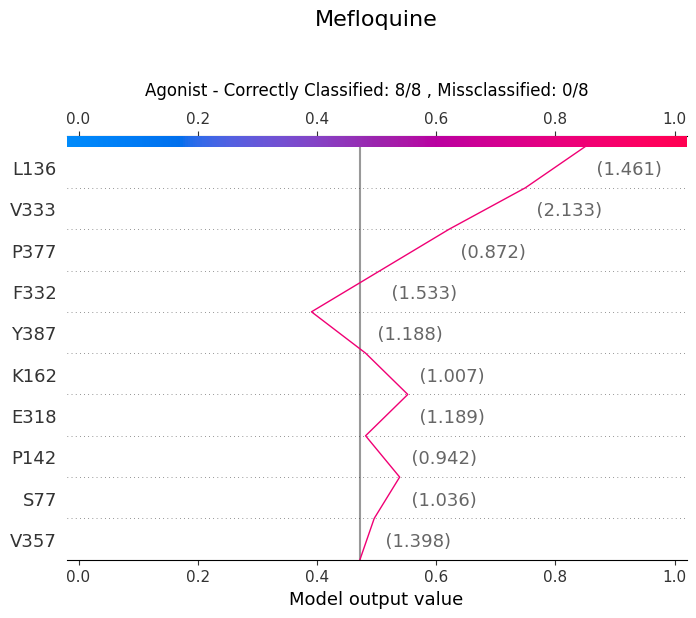 Mefloquine
Agonist - Correctly Classified: 8/8 , Missclassified: 0/8
0.0 0.2 0.4 0.6 0.8 1.0
L136 (1.461)
V333 (2.133)
P377 (0.872)
F332 (1.533)
Y387 (1.188)
K162 (1.007)
E318 (1.189)
P142 (0.942)
S77 (1.036)
V357 (1.398)
0.0 0.2 0.4 0.6 0.8 1.0
Model output value